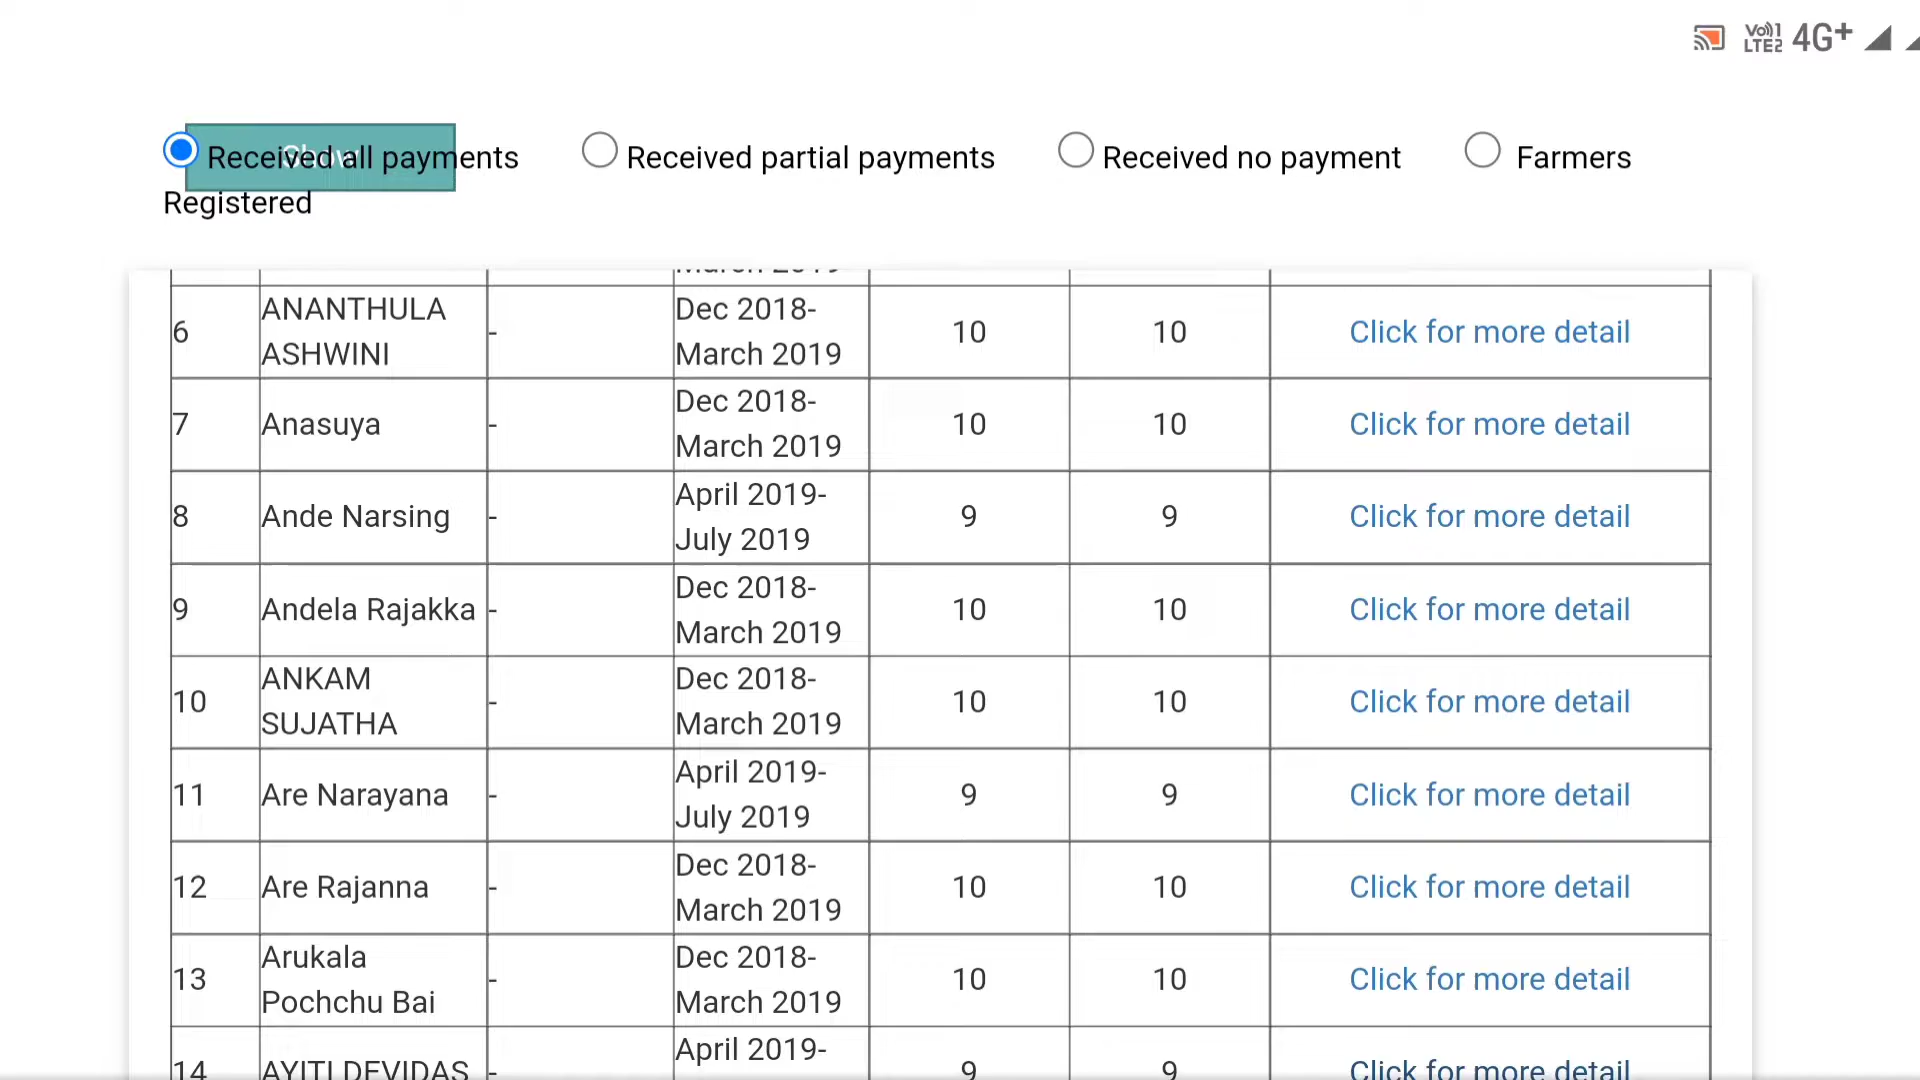 Vo)) 1
LTE2 4G+
Show
Received all payments Received partial payments Received no payment Farmers
Registered
March 2019
6 ANANTHULA ASHWINI - Dec 2018- March 2019 10 10 Click for more detail
7 Anasuya - Dec 2018- March 2019 10 10 Click for more detail
8 Ande Narsing - April 2019- July 2019 9 9 Click for more detail
9 Andela Rajakka - Dec 2018- March 2019 10 10 Click for more detail
10 ANKAM SUJATHA - Dec 2018- March 2019 10 10 Click for more detail
11 Are Narayana - April 2019- July 2019 9 9 Click for more detail
12 Are Rajanna - Dec 2018- March 2019 10 10 Click for more detail
13 Arukala Pochchu Bai - Dec 2018- March 2019 10 10 Click for more detail
14 AYITI DEVIDAS - April 2019- 9 9 Click for more detail